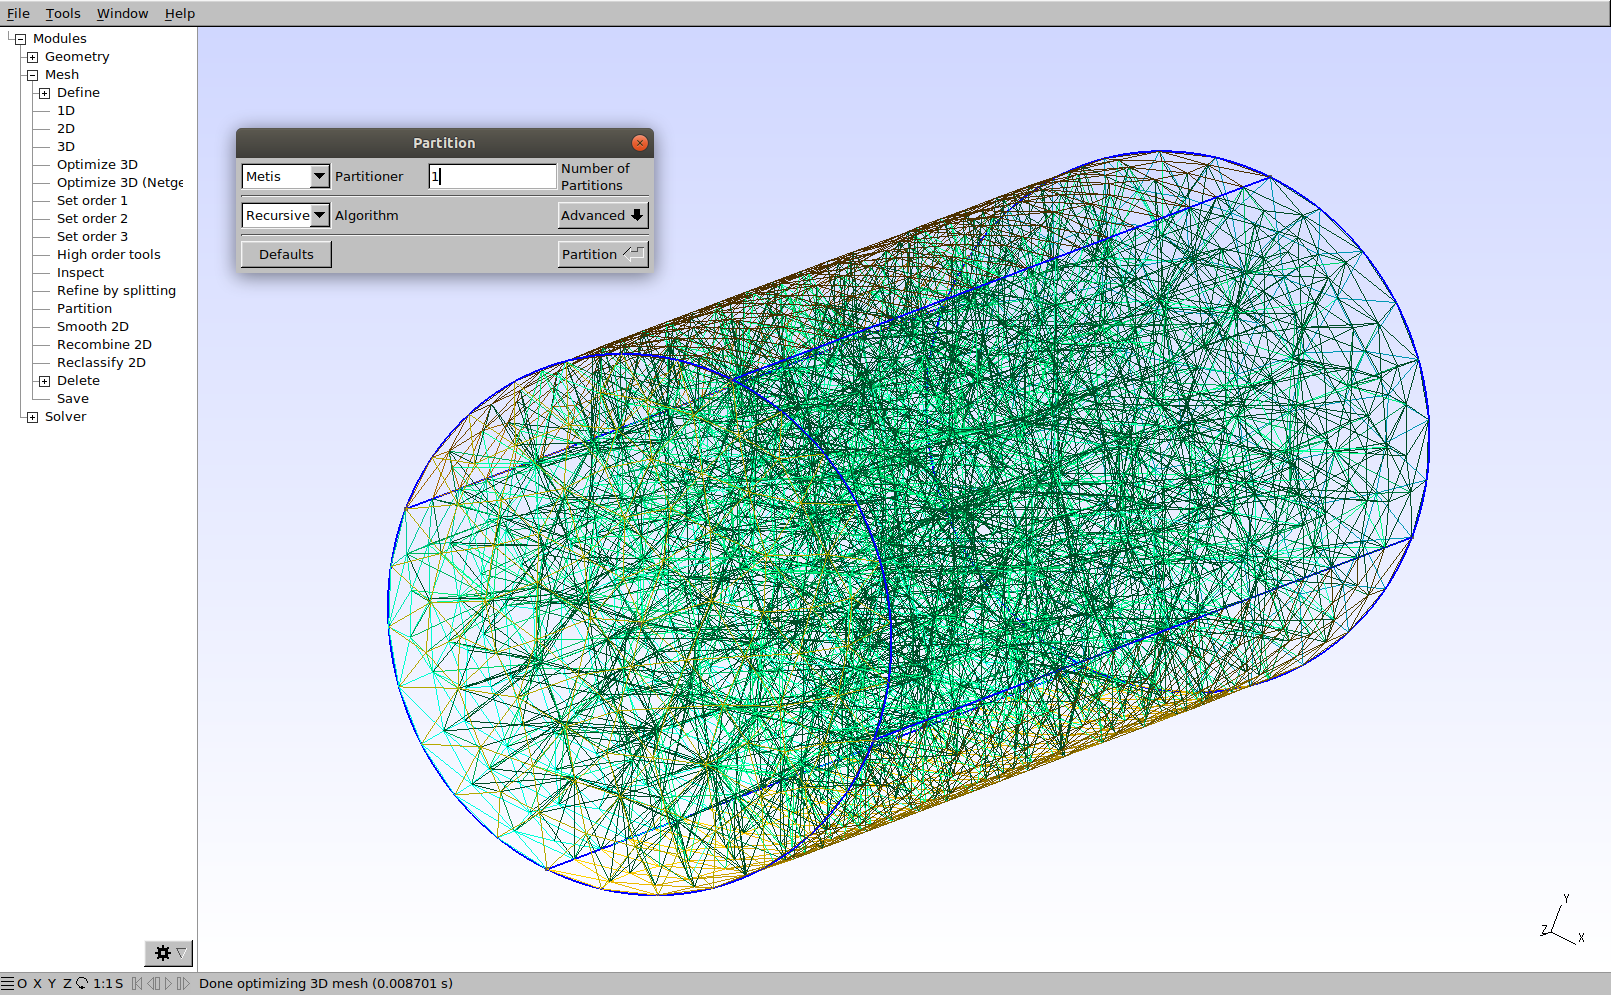 File Tools Window Help
Modules
Geometry
Mesh
Define
1D
2D
3D
Optimize 3D
Optimize 3D (Netge
Set order 1
Set order 2
Set order 3
High order tools
Inspect
Refine by splitting
Partition
Smooth 2D
Recombine 2D
Reclassify 2D
Delete
Save
Solver
Partition
Metis Partitioner 1 Number of
Partitions
Recursive Algorithm Advanced
Defaults Partition
Y
Z
X
O X Y Z 1:1 S Done optimizing 3D mesh (0.008701 s)